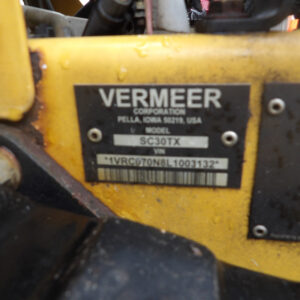 VERMEER
CORPORATION
PELLA, IOWA 50219, USA
MODEL
SC30TX
VIN
*1VRC070N8L1003132*